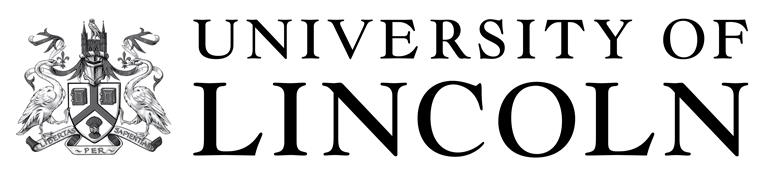 UNIVERSITY OF
LINCOLN
LIBERTAS PER SAPIENTIAM